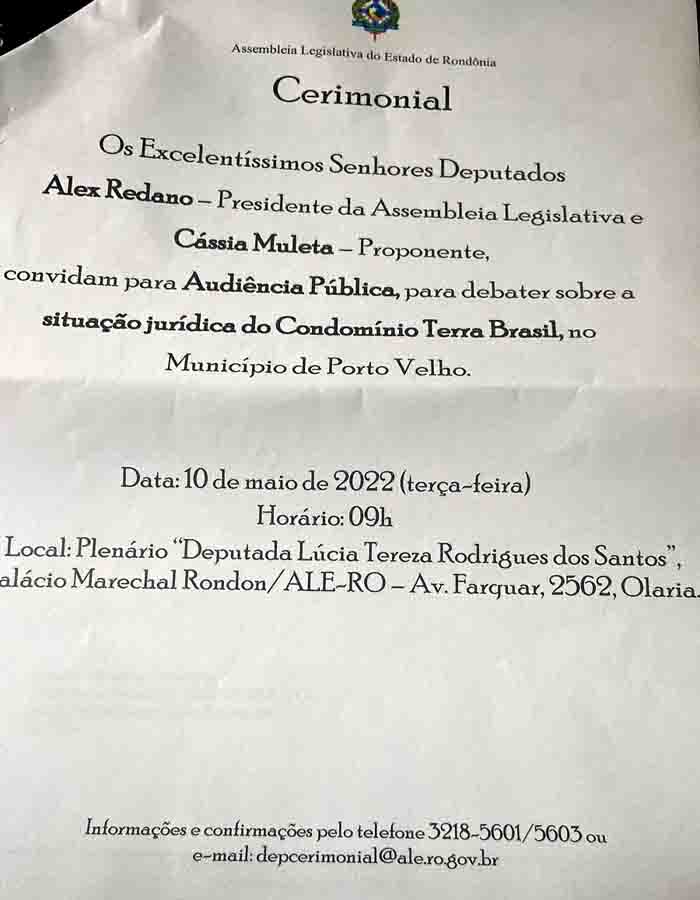 Assembleia Legislativa do Estado de Rondônia
Cerimonial
Os Excelentíssimos Senhores Deputados
Alex Redano – Presidente da Assembleia Legislativa e
Cássia Muleta – Proponente,
convidam para Audiência Pública, para debater sobre a
situação jurídica do Condomínio Terra Brasil, no
Município de Porto Velho.
Data: 10 de maio de 2022 (terça-feira)
Horário: 09h
Local: Plenário “Deputada Lúcia Tereza Rodrigues dos Santos”,
alácio Marechal Rondon/ALE-RO – Av. Farquar, 2562, Olaria.
Informações e confirmações pelo telefone 3218-5601/5603 ou
e-mail: depcerimonial@ale.ro.gov.br